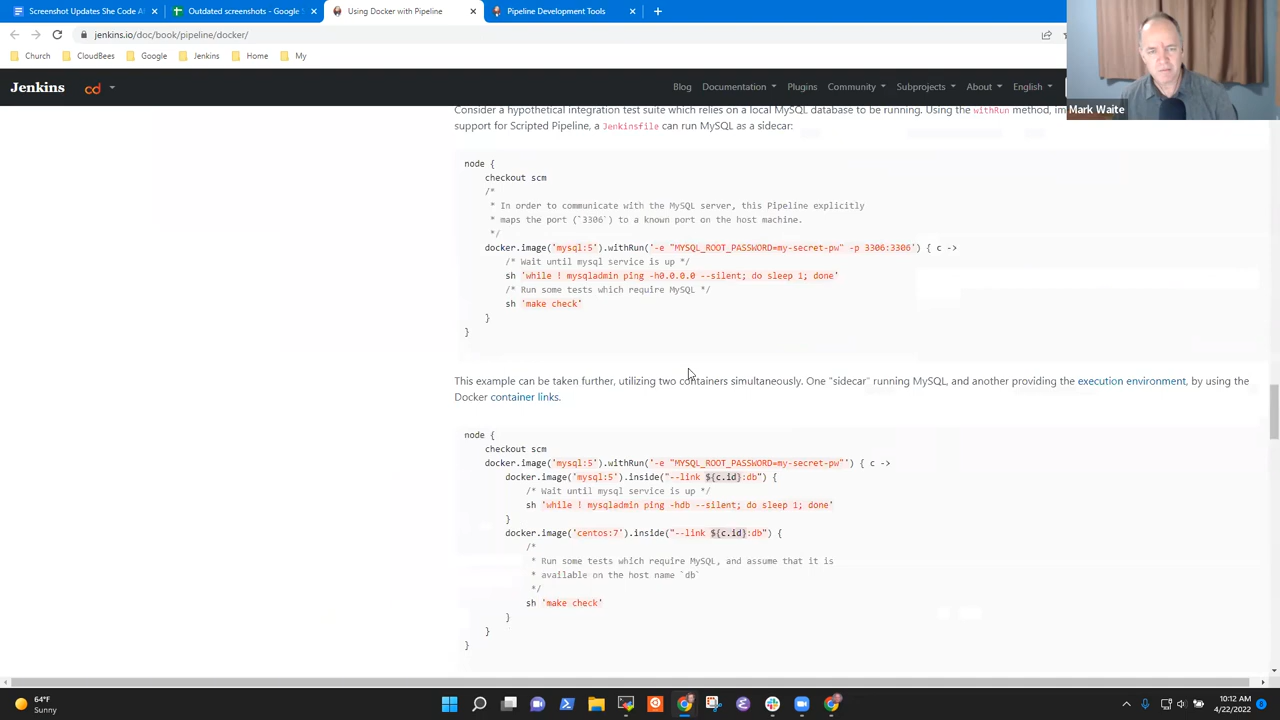 Screenshot Updates She Code Af
Outdated screenshots - Google S
Using Docker with Pipeline
Pipeline Development Tools
jenkins.io/doc/book/pipeline/docker/
Church
CloudBees
Google
Jenkins
Home
My
Jenkins
cd
Blog
Documentation
Plugins
Community
Subprojects
About
English
Mark Waite
Consider a hypothetical integration test suite which relies on a local MySQL database to be running. Using the withRun method, im
support for Scripted Pipeline, a Jenkinsfile can run MySQL as a sidecar:
node {
checkout scm
/*
* In order to communicate with the MySQL server, this Pipeline explicitly
* maps the port (`3306`) to a known port on the host machine.
*/
docker.image('mysql:5').withRun('-e "MYSQL_ROOT_PASSWORD=my-secret-pw" -p 3306:3306') { c ->
/* Wait until mysql service is up */
sh 'while ! mysqladmin ping -h0.0.0.0 --silent; do sleep 1; done'
/* Run some tests which require MySQL */
sh 'make check'
}
}
This example can be taken further, utilizing two containers simultaneously. One "sidecar" running MySQL, and another providing the execution environment, by using the
Docker container links.
node {
checkout scm
docker.image('mysql:5').withRun('-e "MYSQL_ROOT_PASSWORD=my-secret-pw"') { c ->
docker.image('mysql:5').inside("--link ${c.id}:db") {
/* Wait until mysql service is up */
sh 'while ! mysqladmin ping -hdb --silent; do sleep 1; done'
}
docker.image('centos:7').inside("--link ${c.id}:db") {
/*
* Run some tests which require MySQL, and assume that it is
* available on the host name `db`
*/
sh 'make check'
}
}
}
64°F
Sunny
10:12 AM
4/22/2022